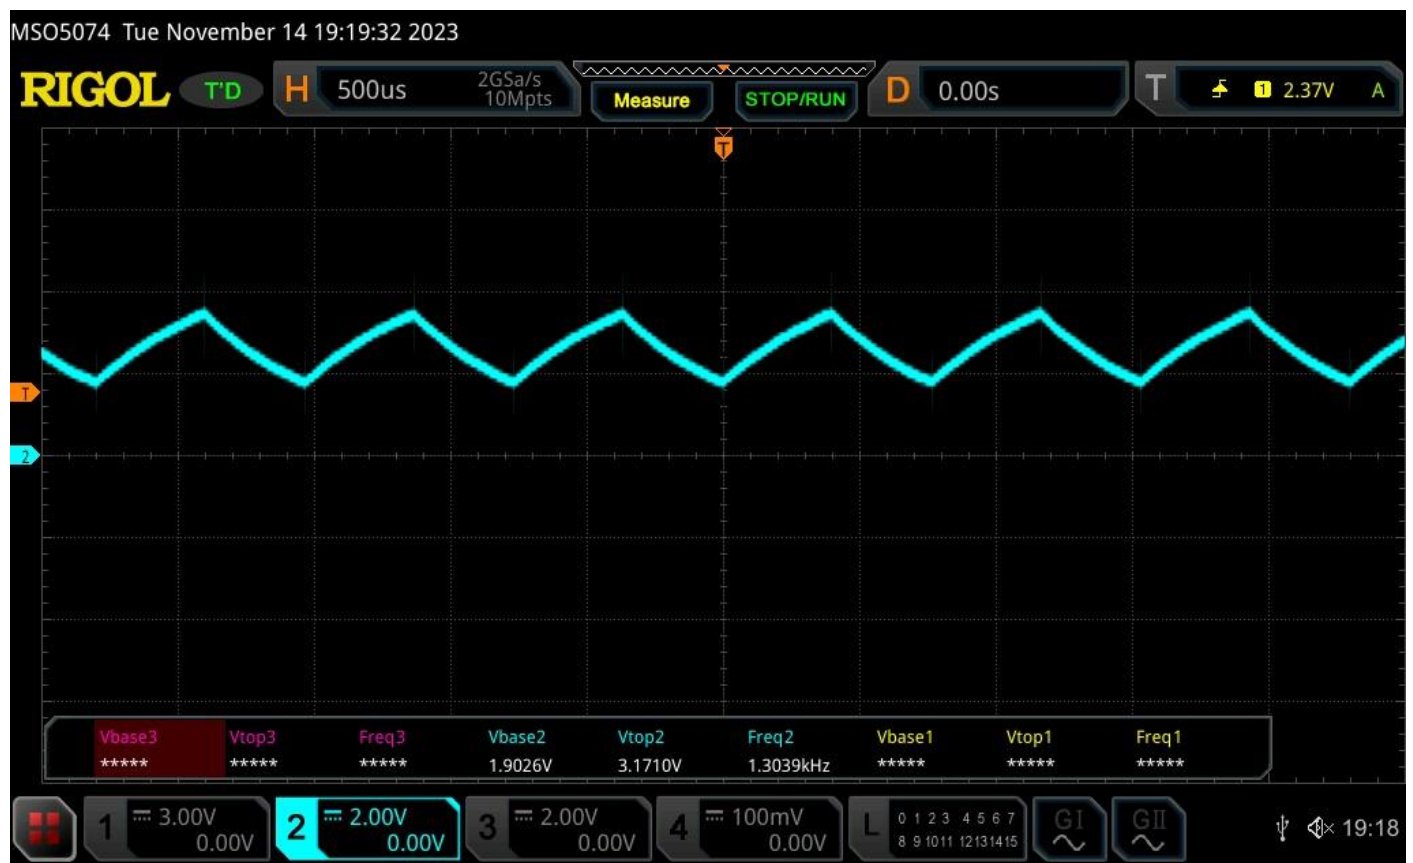 MSO5074 Tue November 14 19:19:32 2023
RIGOL T'D H 500us 2GSa/s 10Mpts Measure STOP/RUN D 0.00s T 1 2.37V A
T
T
2
Vbase3 Vtop3 Freq3 Vbase2 Vtop2 Freq2 Vbase1 Vtop1 Freq1
***** ***** ***** 1.9026V 3.1710V 1.3039kHz ***** ***** *****
1 3.00V 2 2.00V 3 2.00V 4 100mV L 0 1 2 3 4 5 6 7 GI GII
0.00V 0.00V 0.00V 0.00V 8 9 10 11 12 13 14 15 19:18